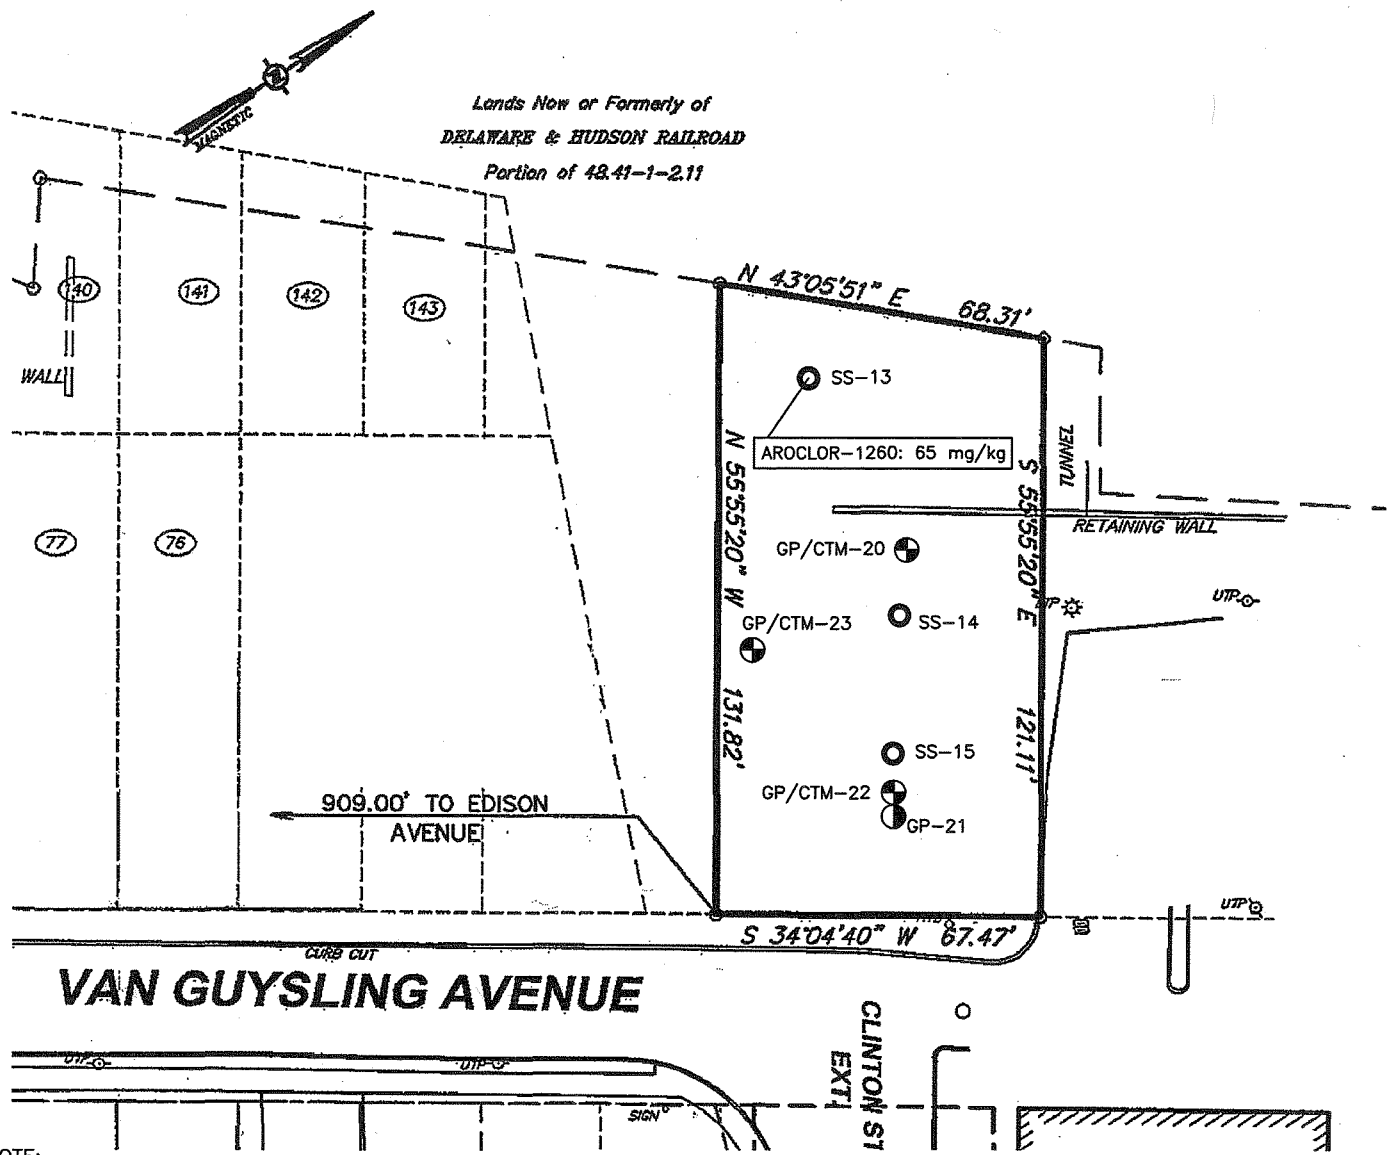 MAGNETIC
Lands Now or Formerly of
DELAWARE & HUDSON RAILROAD
Portion of 48.41-1-2.11
140
141
142
143
WALL
N 43°05'51" E 68.31'
SS-13
AROCLOR-1260: 65 mg/kg
N 55°55'20" W 131.82'
S 55°55'20" E 121.11'
TUNNEL
RETAINING WALL
77
76
GP/CTM-20
UTP
UTP
SS-14
GP/CTM-23
SS-15
GP/CTM-22
GP-21
909.00' TO EDISON
AVENUE
UTP
S 34°04'40" W 67.47'
CURB CUT
VAN GUYSLING AVENUE
CLINTON ST
EXT.
UTP
UTP
SIGN